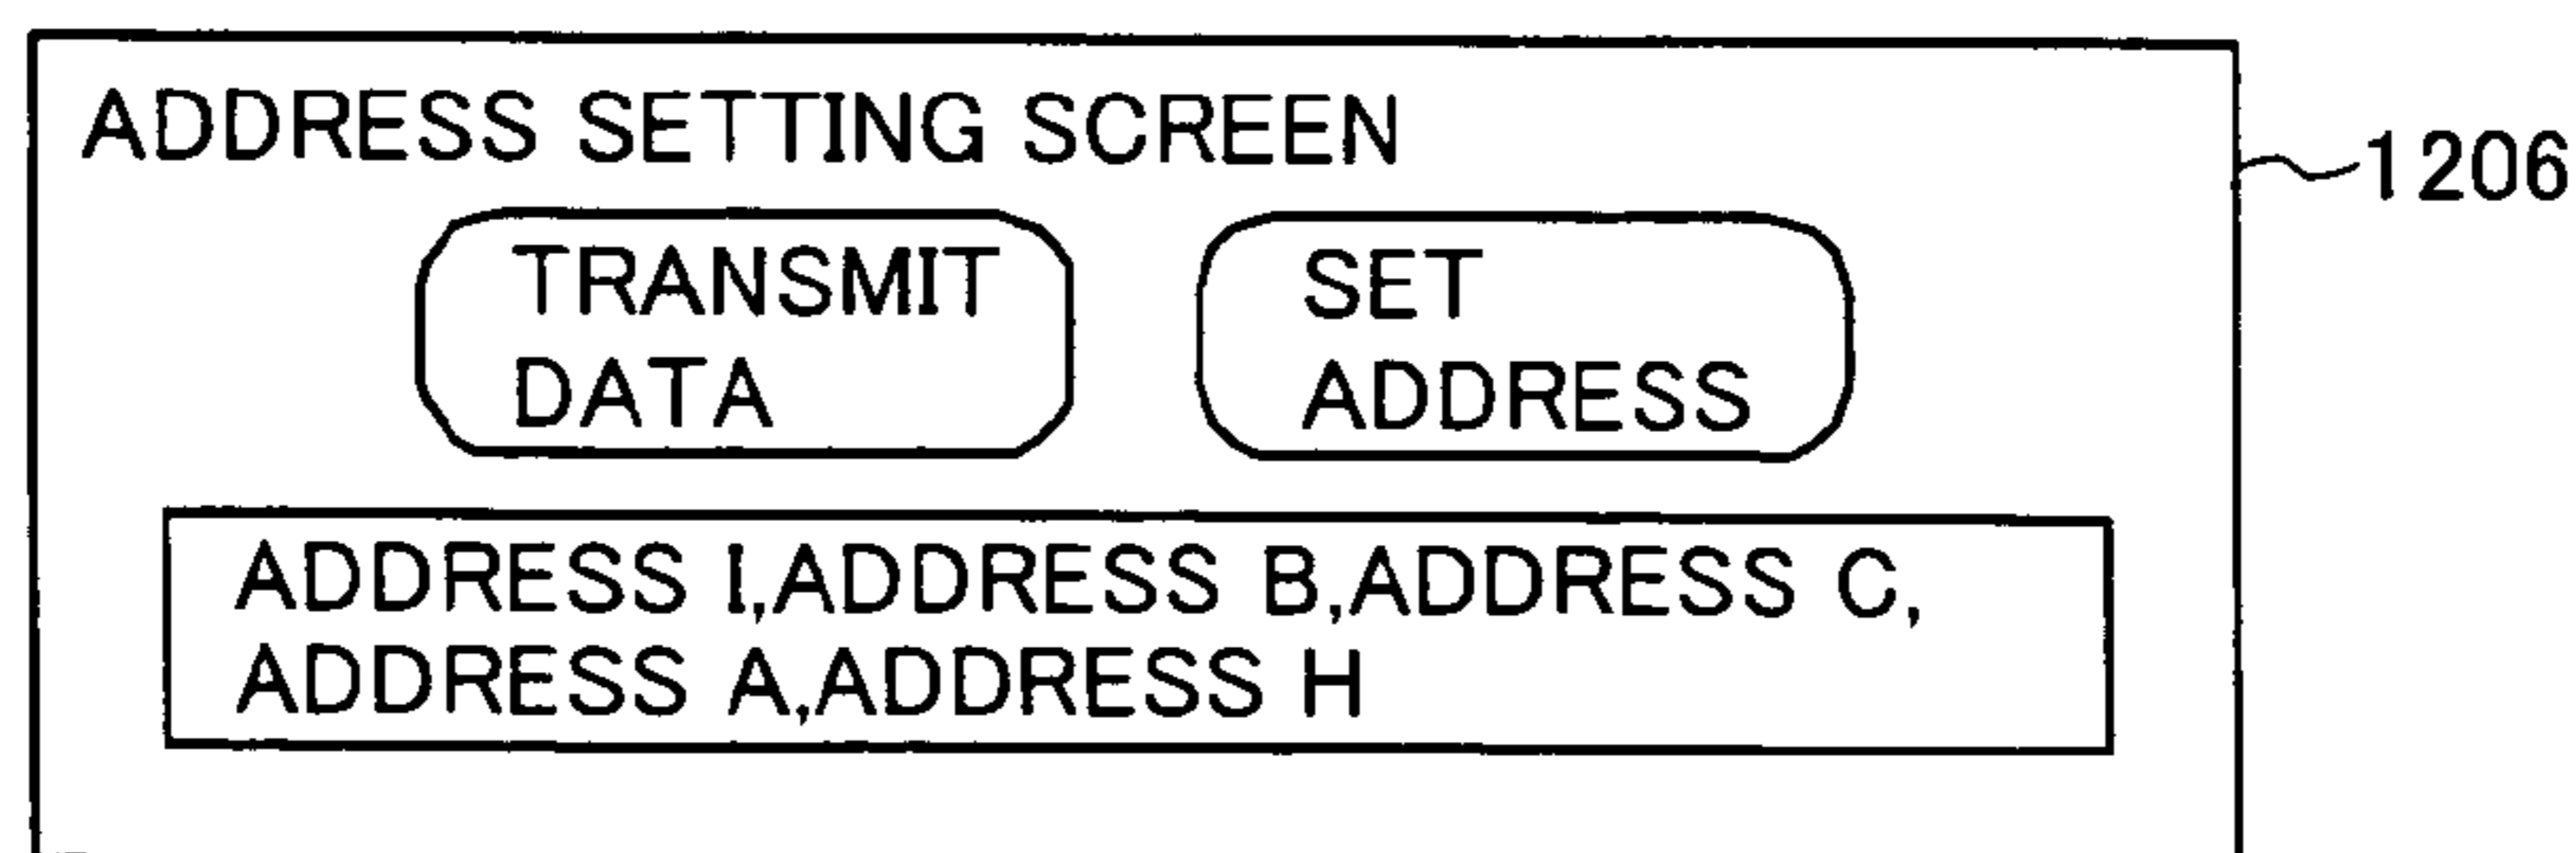 ADDRESS SETTING SCREEN
1206
TRANSMIT
DATA
SET
ADDRESS
ADDRESS I,ADDRESS B,ADDRESS C,
ADDRESS A,ADDRESS H